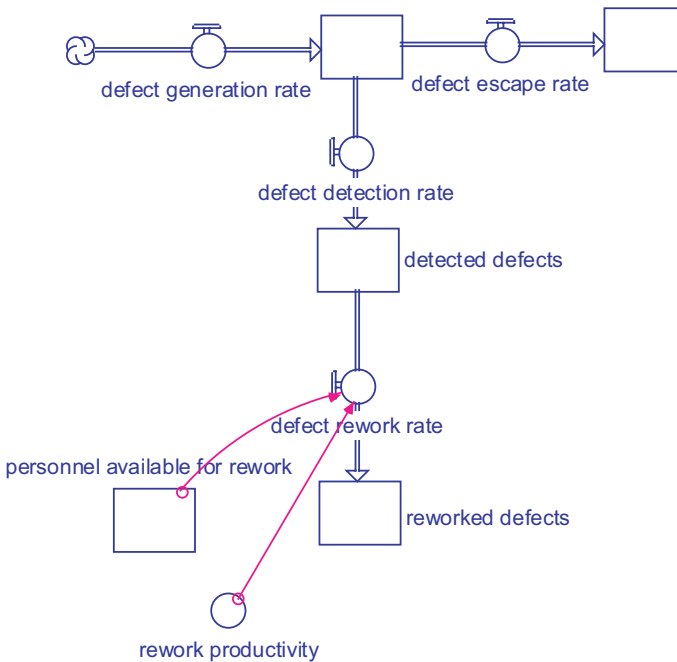 defect generation rate
defect escape rate
defect detection rate
detected defects
defect rework rate
personnel available for rework
reworked defects
rework productivity